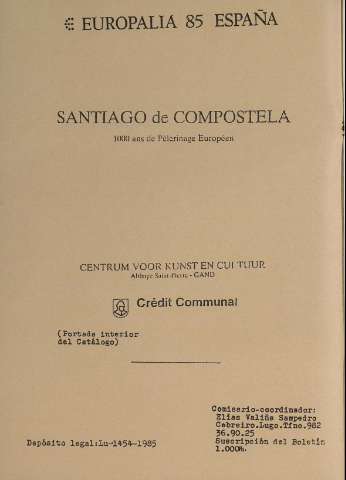 EUROPALIA 85 ESPAÑA
SANTIAGO de COMPOSTELA
1000 ans de Pèlerinage Européen
CENTRUM VOOR KUNST EN CULTUUR
Abbaye Saint-Pierre - GAND
Crédit Communal
(Portada interior
del Catálogo)
Comisario-coordinador:
Elias Valiña Sampedro
Cebreiro.Lugo.Tfno.982
36.90.25
Suscripción del Boletín
1.000%.
Depósito legal:Lu-1454-1985